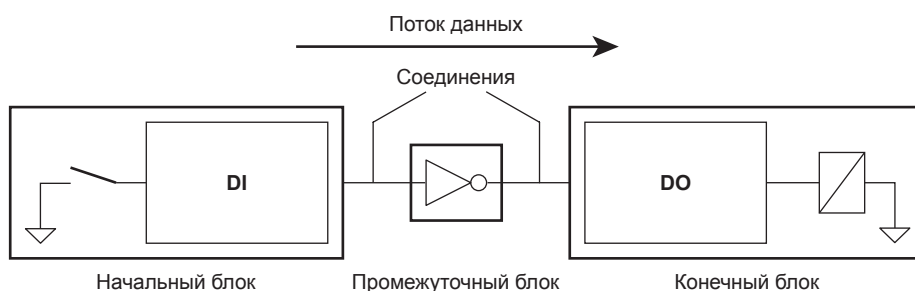 Поток данных
Соединения
DI
DO
Начальный блок
Промежуточный блок
Конечный блок